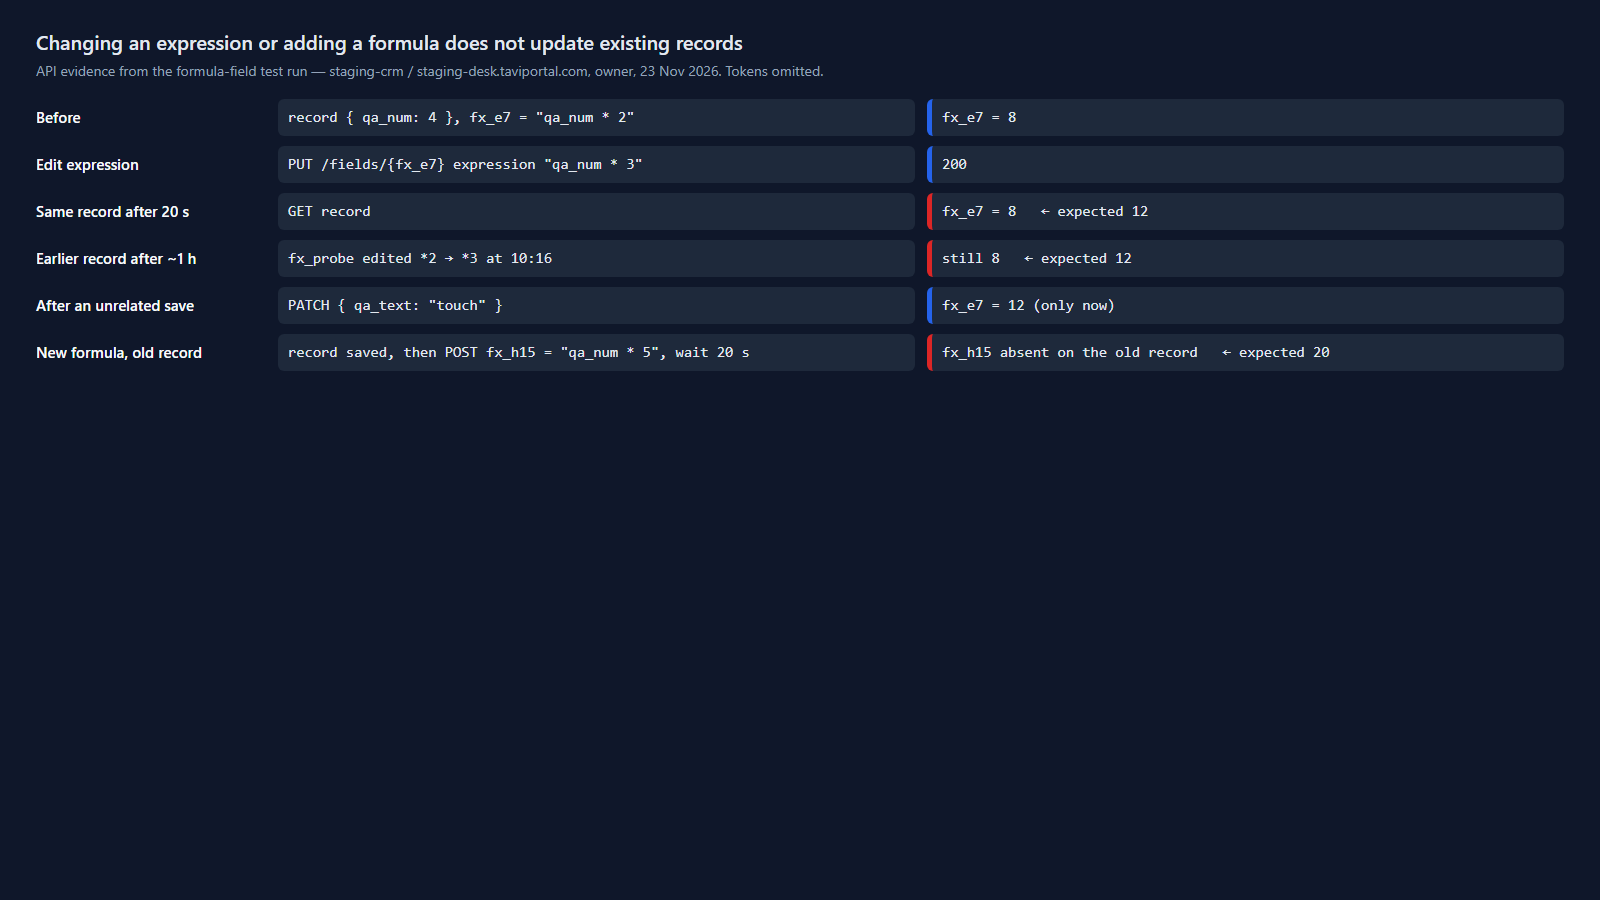 Changing an expression or adding a formula does not update existing records
API evidence from the formula-field test run — staging-crm / staging-desk.taviportal.com, owner, 23 Nov 2026. Tokens omitted.
Before record { qa_num: 4 }, fx_e7 = "qa_num * 2" fx_e7 = 8
Edit expression PUT /fields/{fx_e7} expression "qa_num * 3" 200
Same record after 20 s GET record fx_e7 = 8 ← expected 12
Earlier record after ~1 h fx_probe edited *2 → *3 at 10:16 still 8 ← expected 12
After an unrelated save PATCH { qa_text: "touch" } fx_e7 = 12 (only now)
New formula, old record record saved, then POST fx_h15 = "qa_num * 5", wait 20 s fx_h15 absent on the old record ← expected 20